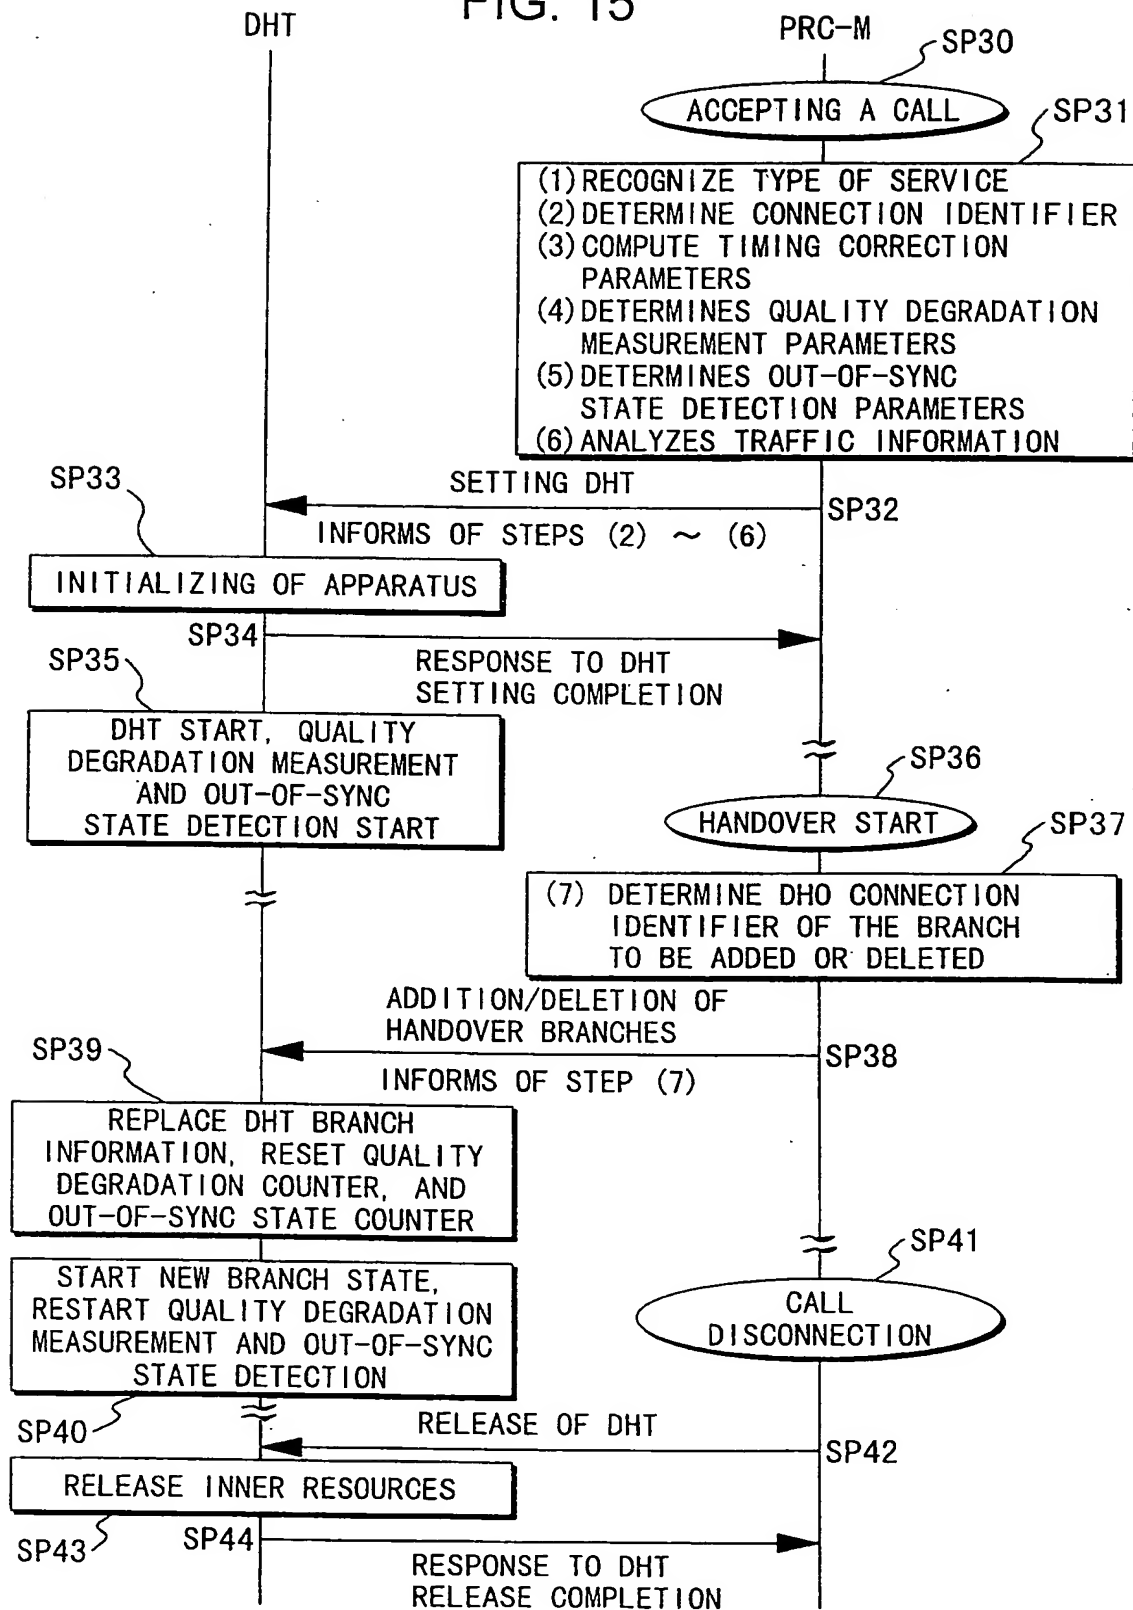 FIG. 15
DHT
PRC-M
SP30
ACCEPTING A CALL
SP31
(1) RECOGNIZE TYPE OF SERVICE
(2) DETERMINE CONNECTION IDENTIFIER
(3) COMPUTE TIMING CORRECTION
PARAMETERS
(4) DETERMINES QUALITY DEGRADATION
MEASUREMENT PARAMETERS
(5) DETERMINES OUT-OF-SYNC
STATE DETECTION PARAMETERS
(6) ANALYZES TRAFFIC INFORMATION
SETTING DHT
SP32
INFORMS OF STEPS (2) ~ (6)
SP33
INITIALIZING OF APPARATUS
SP34
RESPONSE TO DHT
SETTING COMPLETION
SP35
DHT START, QUALITY
DEGRADATION MEASUREMENT
AND OUT-OF-SYNC
STATE DETECTION START
SP36
HANDOVER START
SP37
(7) DETERMINE DHO CONNECTION
IDENTIFIER OF THE BRANCH
TO BE ADDED OR DELETED
ADDITION/DELETION OF
HANDOVER BRANCHES
SP38
INFORMS OF STEP (7)
SP39
REPLACE DHT BRANCH
INFORMATION, RESET QUALITY
DEGRADATION COUNTER, AND
OUT-OF-SYNC STATE COUNTER
START NEW BRANCH STATE,
RESTART QUALITY DEGRADATION
MEASUREMENT AND OUT-OF-SYNC
STATE DETECTION
SP40
SP41
CALL
DISCONNECTION
RELEASE OF DHT
SP42
RELEASE INNER RESOURCES
SP43
SP44
RESPONSE TO DHT
RELEASE COMPLETION